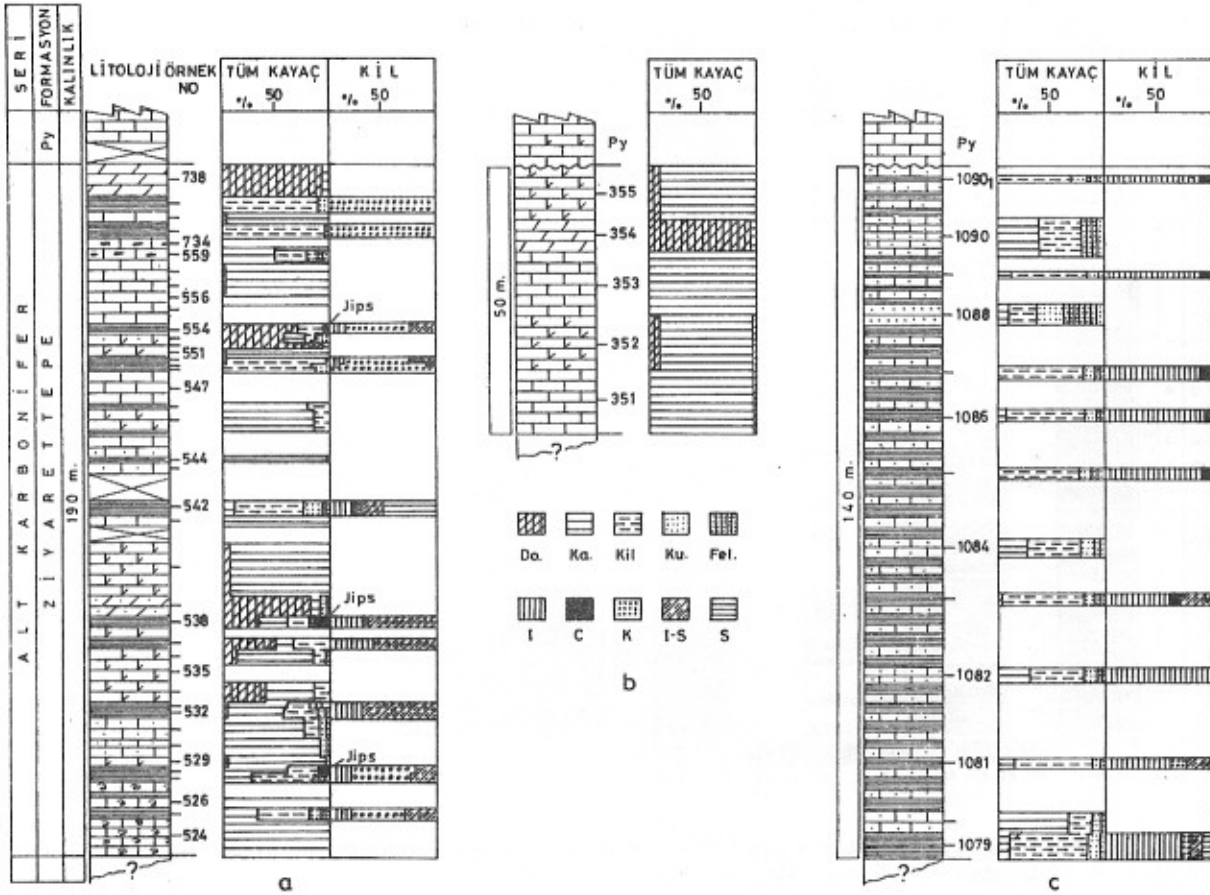 SERİ
FORMASYON
KALINLIK
LİTOLOJİ
ÖRNEK NO
TÜM KAYAÇ
% 50
KİL
% 50
Py
ALT KARBONİFER
ZİYARETTEPE
190 m.
738
734
559
556
Jips
554
551
547
544
542
Jips
538
535
532
Jips
529
526
524
?
a
TÜM KAYAÇ
% 50
Py
50 m.
355
354
353
352
351
?
Do. Ka. Kil Ku. Fel.
I C K I-S S
b
TÜM KAYAÇ
% 50
KİL
% 50
Py
140 m.
1090
1090
1088
1086
1084
1082
1081
1079
?
c